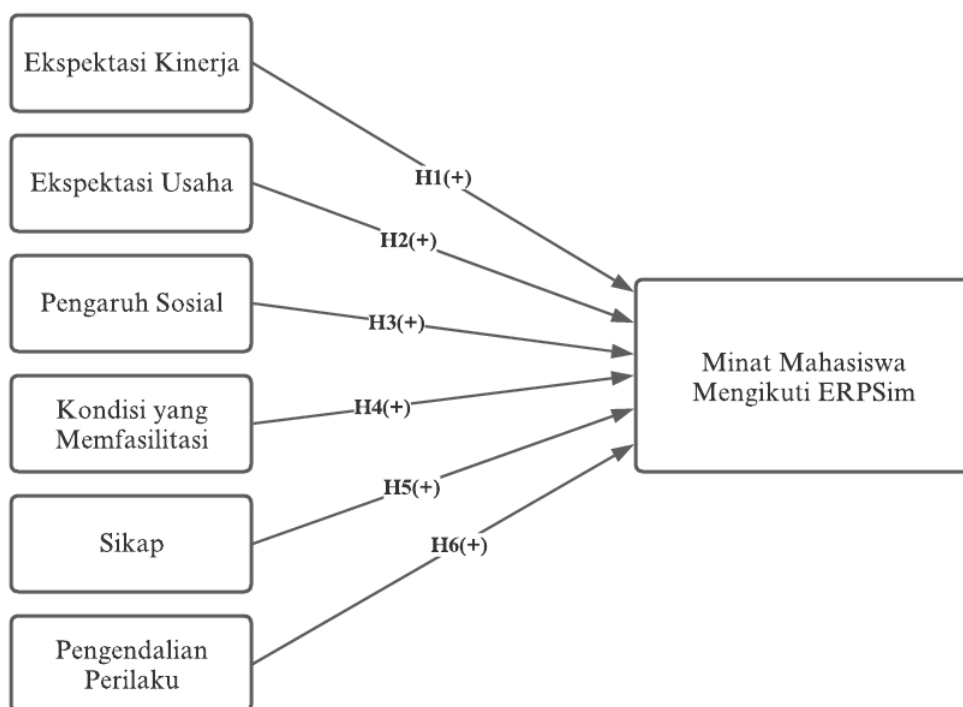 Ekspektasi Kinerja
H1(+)
Ekspektasi Usaha
H2(+)
Pengaruh Sosial
H3(+)
Minat Mahasiswa
Mengikuti ERPSim
Kondisi yang
Memfasilitasi
H4(+)
Sikap
H5(+)
H6(+)
Pengendalian
Perilaku